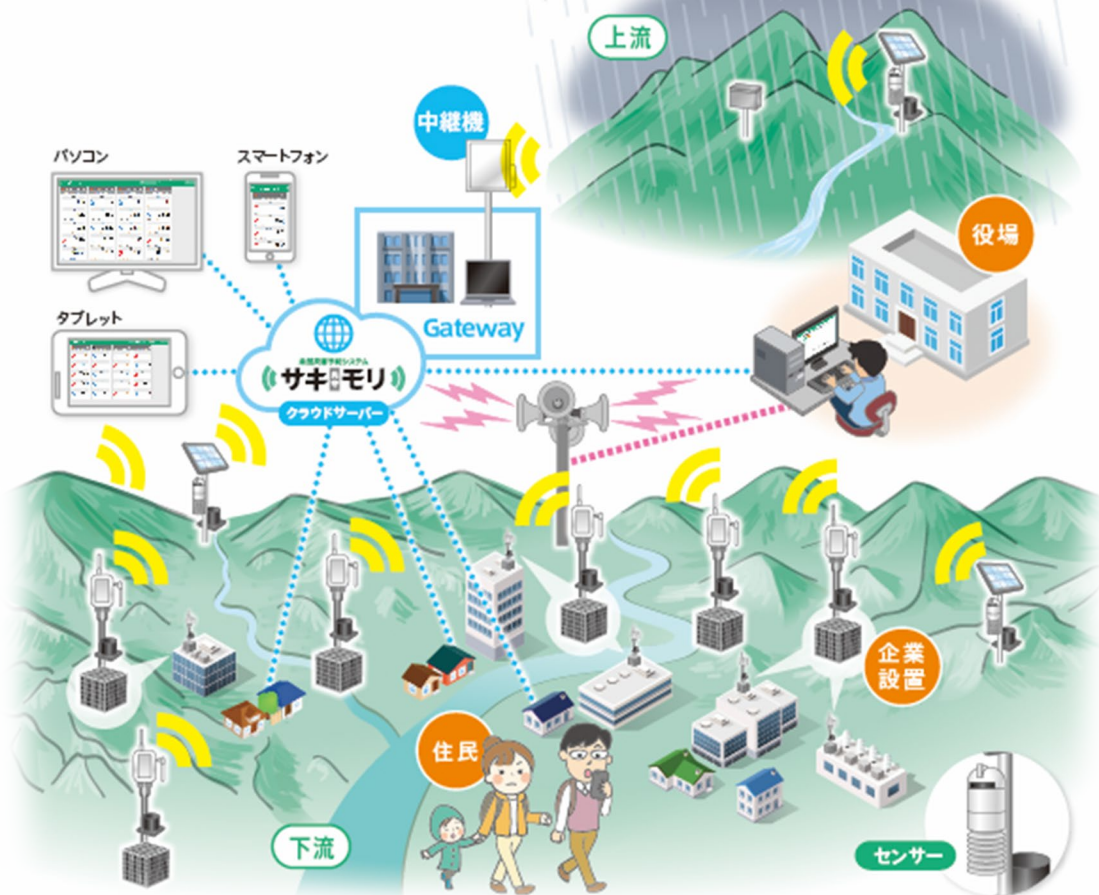 上流
中継機
パソコン
スマートフォン
役場
Gateway
タブレット
サキモリ
クラウドサーバー
企業
設置
住民
下流
センサー